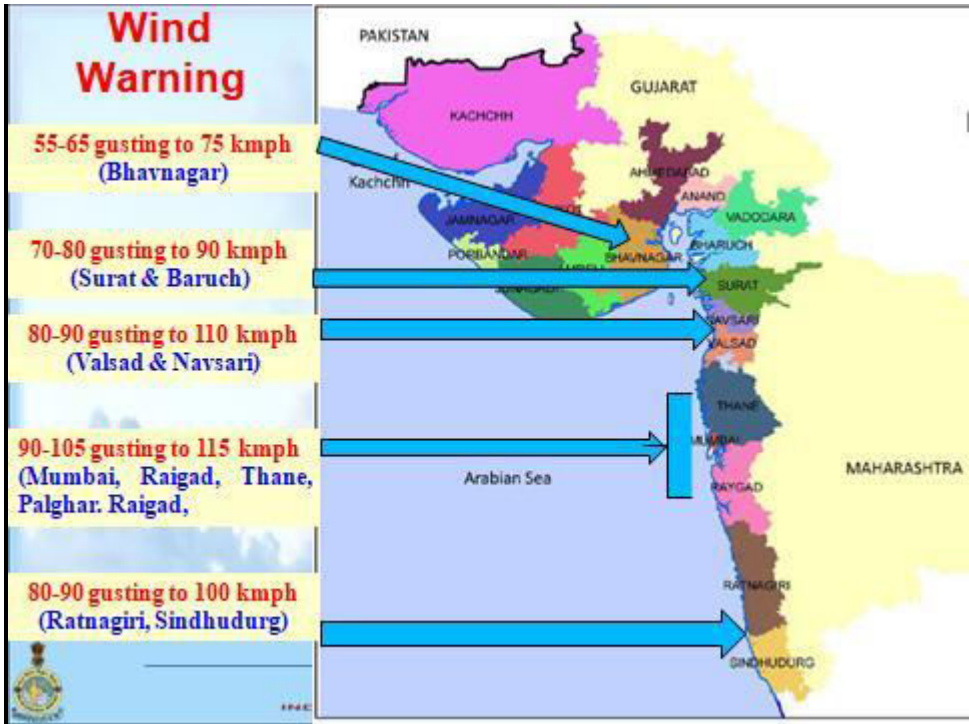 Wind
Warning
55-65 gusting to 75 kmph
(Bhavnagar)
70-80 gusting to 90 kmph
(Surat & Baruch)
80-90 gusting to 110 kmph
(Valsad & Navsari)
90-105 gusting to 115 kmph
(Mumbai, Raigad, Thane,
Palghar. Raigad,
80-90 gusting to 100 kmph
(Ratnagiri, Sindhudurg)
PAKISTAN
GUJARAT
KACHCHH
Kachchh
AHMEDABAD
ANAND
VADODARA
JAMNAGAR
BHARUCH
PORBANDAR
BHAVNAGAR
SURAT
VALSAD
THANE
MUMBAI
MAHARASHTRA
Arabian Sea
RAYGAD
RATNAGIRI
SINDHUDURG